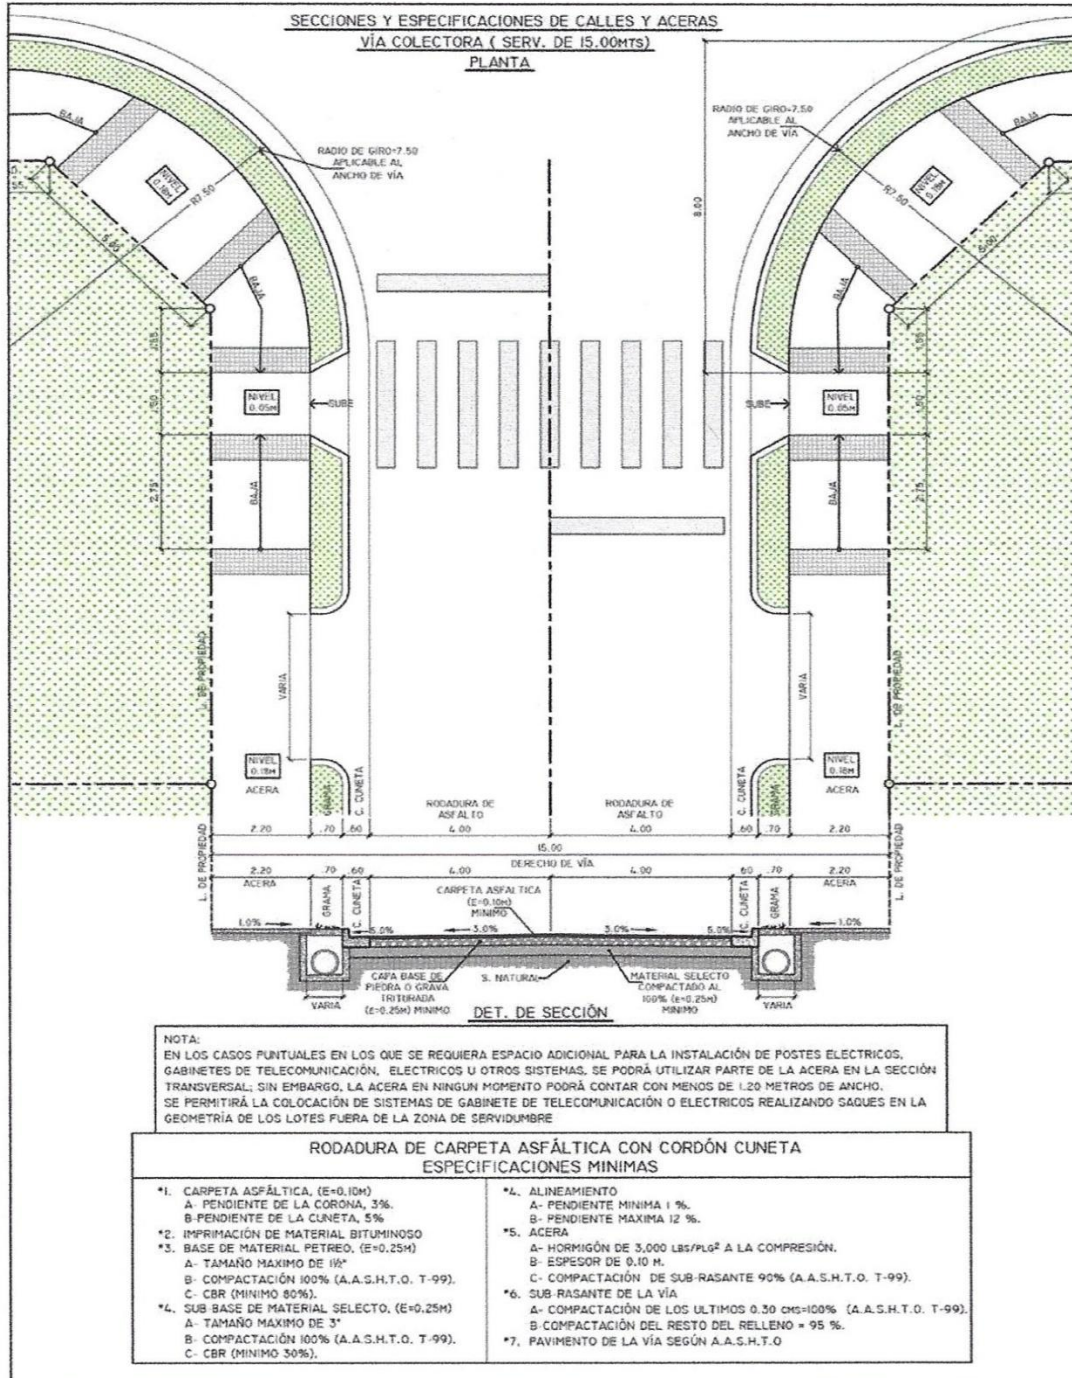 SECCIONES Y ESPECIFICACIONES DE CALLES Y ACERAS
VÍA COLECTORA ( SERV. DE 15.00MTS)
PLANTA
BAJA
RADIO DE GIRO=7.50
APLICABLE AL
ANCHO DE VÍA
NIVEL
0.18M
R7.50
5.00
BAJA
RADIO DE GIRO=7.50
APLICABLE AL
ANCHO DE VÍA
8.00
BAJA
NIVEL
0.18M
R7.50
5.00
BAJA
1.55
NIVEL
0.05M
SUBE
SUBE
NIVEL
0.05M
1.55
2.75
BAJA
BAJA
2.75
L. DE PROPIEDAD
VARIA
VARIA
L. DE PROPIEDAD
NIVEL
0.18M
ACERA
GRAMA
C. CUNETA
RODADURA DE
ASFALTO
RODADURA DE
ASFALTO
C. CUNETA
GRAMA
NIVEL
0.18M
ACERA
2.20 .70 .60 4.00 4.00 .60 .70 2.20
15.00
DERECHO DE VÍA
2.20 .70 .60 4.00 4.00 .60 .70 2.20
L. DE PROPIEDAD
ACERA
GRAMA
C. CUNETA
CARPETA ASFALTICA
(E=0.10M)
MINIMO
C. CUNETA
GRAMA
ACERA
L. DE PROPIEDAD
1.0% 5.0% 3.0% 3.0% 5.0% 1.0%
VARIA
CAPA BASE DE
PIEDRA O GRAVA
TRITURADA
(E=0.25M) MINIMO
S. NATURAL
MATERIAL SELECTO
COMPACTADO AL
100% (E=0.25M)
MINIMO
VARIA
DET. DE SECCIÓN
NOTA:
EN LOS CASOS PUNTUALES EN LOS QUE SE REQUIERA ESPACIO ADICIONAL PARA LA INSTALACIÓN DE POSTES ELECTRICOS,
GABINETES DE TELECOMUNICACIÓN, ELECTRICOS U OTROS SISTEMAS, SE PODRÁ UTILIZAR PARTE DE LA ACERA EN LA SECCIÓN
TRANSVERSAL; SIN EMBARGO, LA ACERA EN NINGUN MOMENTO PODRÁ CONTAR CON MENOS DE 1.20 METROS DE ANCHO.
SE PERMITIRÁ LA COLOCACIÓN DE SISTEMAS DE GABINETE DE TELECOMUNICACIÓN O ELECTRICOS REALIZANDO SAQUES EN LA
GEOMETRÍA DE LOS LOTES FUERA DE LA ZONA DE SERVIDUMBRE
RODADURA DE CARPETA ASFÁLTICA CON CORDÓN CUNETA
ESPECIFICACIONES MINIMAS
*1. CARPETA ASFÁLTICA, (E=0.10M)
A- PENDIENTE DE LA CORONA, 3%.
B-PENDIENTE DE LA CUNETA, 5%
*2. IMPRIMACIÓN DE MATERIAL BITUMINOSO
*3. BASE DE MATERIAL PETREO, (E=0.25M)
A- TAMAÑO MAXIMO DE 1½"
B- COMPACTACIÓN 100% (A.A.S.H.T.O. T-99).
C- CBR (MINIMO 80%).
*4. SUB-BASE DE MATERIAL SELECTO, (E=0.25M)
A- TAMAÑO MAXIMO DE 3"
B- COMPACTACIÓN 100% (A.A.S.H.T.O. T-99).
C- CBR (MINIMO 30%).
*4. ALINEAMIENTO
A- PENDIENTE MINIMA 1 %.
B- PENDIENTE MAXIMA 12 %.
*5. ACERA
A- HORMIGÓN DE 3,000 LBS/PLG² A LA COMPRESIÓN.
B- ESPESOR DE 0.10 M.
C- COMPACTACIÓN DE SUB-RASANTE 90% (A.A.S.H.T.O. T-99).
*6. SUB-RASANTE DE LA VÍA
A- COMPACTACIÓN DE LOS ULTIMOS 0.30 CMS=100% (A.A.S.H.T.O. T-99).
B-COMPACTACIÓN DEL RESTO DEL RELLENO = 95 %.
*7. PAVIMENTO DE LA VÍA SEGÚN A.A.S.H.T.O